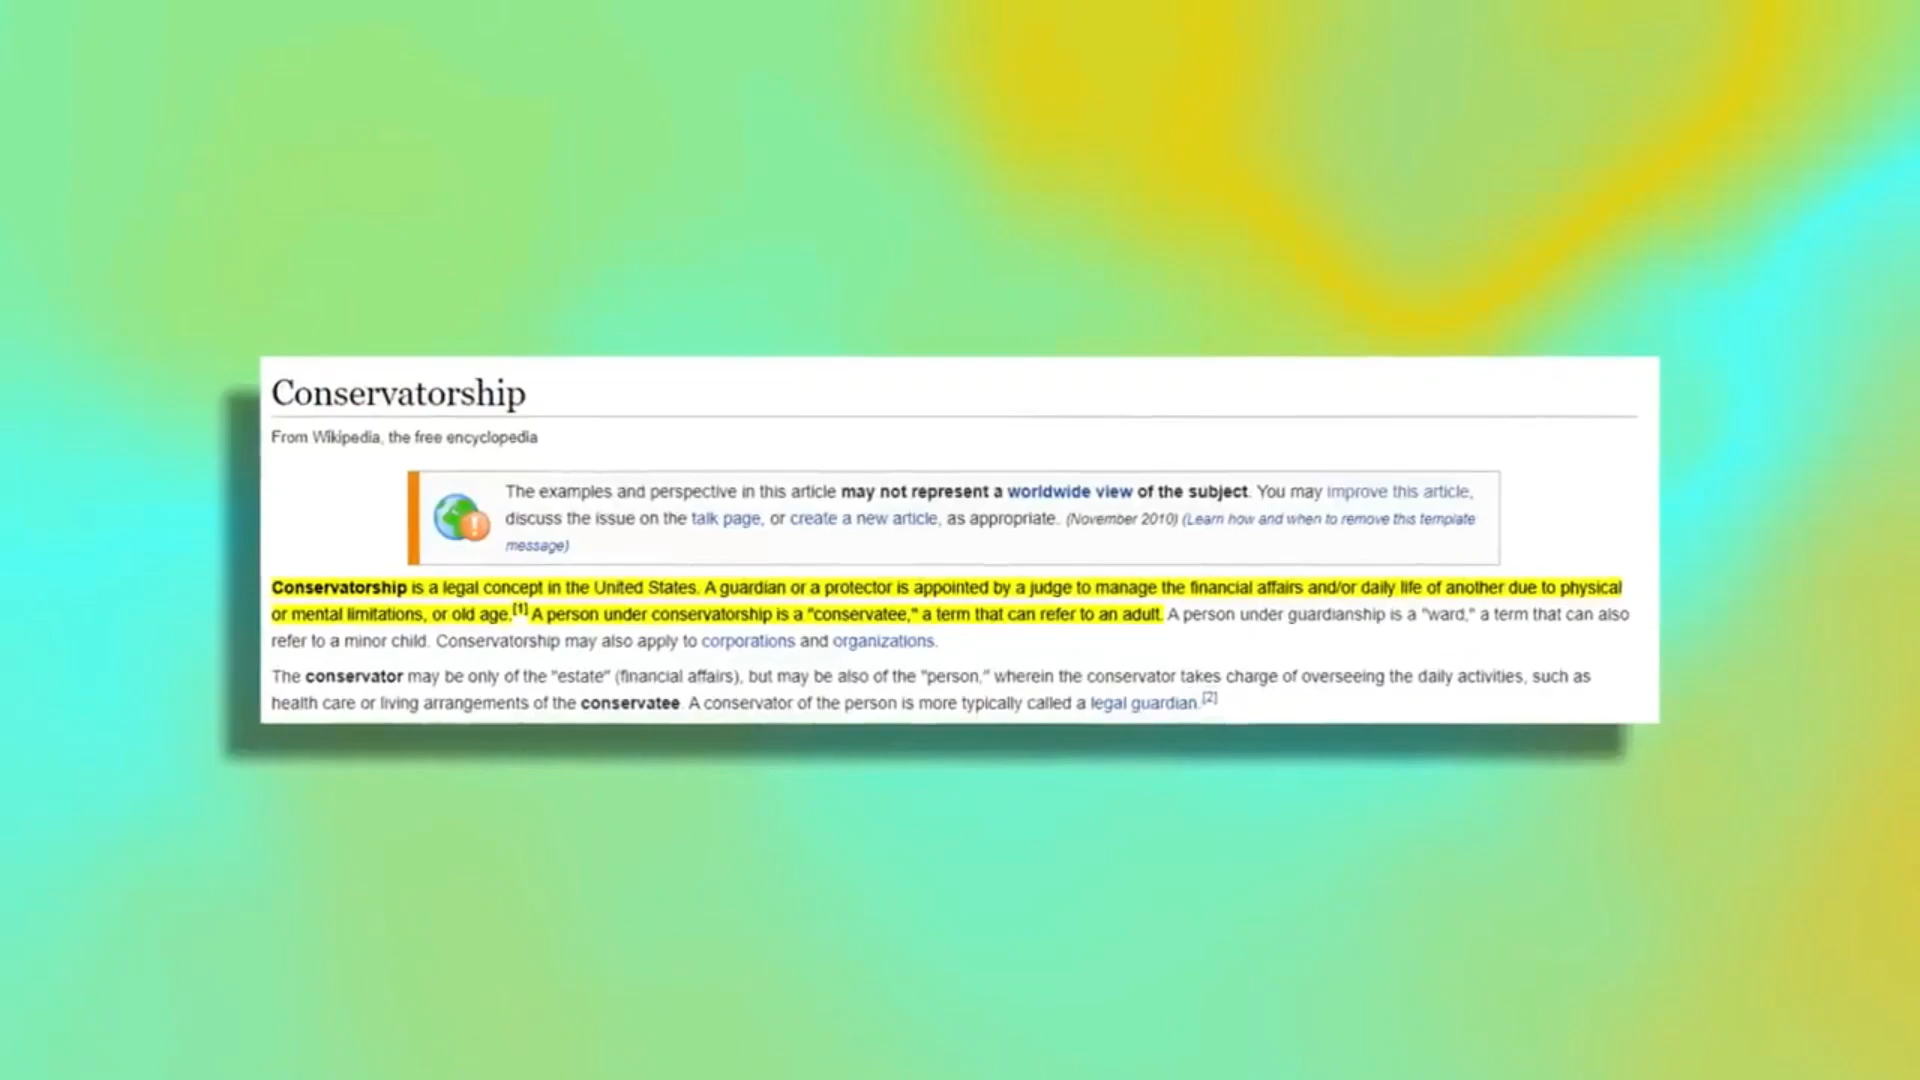 Conservatorship
From Wikipedia, the free encyclopedia
The examples and perspective in this article may not represent a worldwide view of the subject. You may improve this article,
discuss the issue on the talk page, or create a new article, as appropriate. (November 2010) (Learn how and when to remove this template
message)
Conservatorship is a legal concept in the United States. A guardian or a protector is appointed by a judge to manage the financial affairs and/or daily life of another due to physical
or mental limitations, or old age.[1] A person under conservatorship is a "conservatee," a term that can refer to an adult. A person under guardianship is a "ward," a term that can also
refer to a minor child. Conservatorship may also apply to corporations and organizations.
The conservator may be only of the "estate" (financial affairs), but may be also of the "person," wherein the conservator takes charge of overseeing the daily activities, such as
health care or living arrangements of the conservatee. A conservator of the person is more typically called a legal guardian.[2]